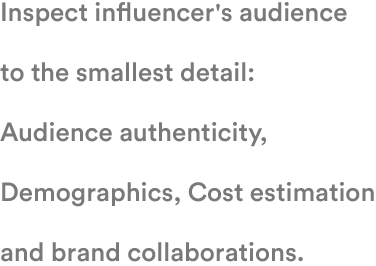 Inspect influencer's audience
to the smallest detail:
Audience authenticity,
Demographics, Cost estimation
and brand collaborations.